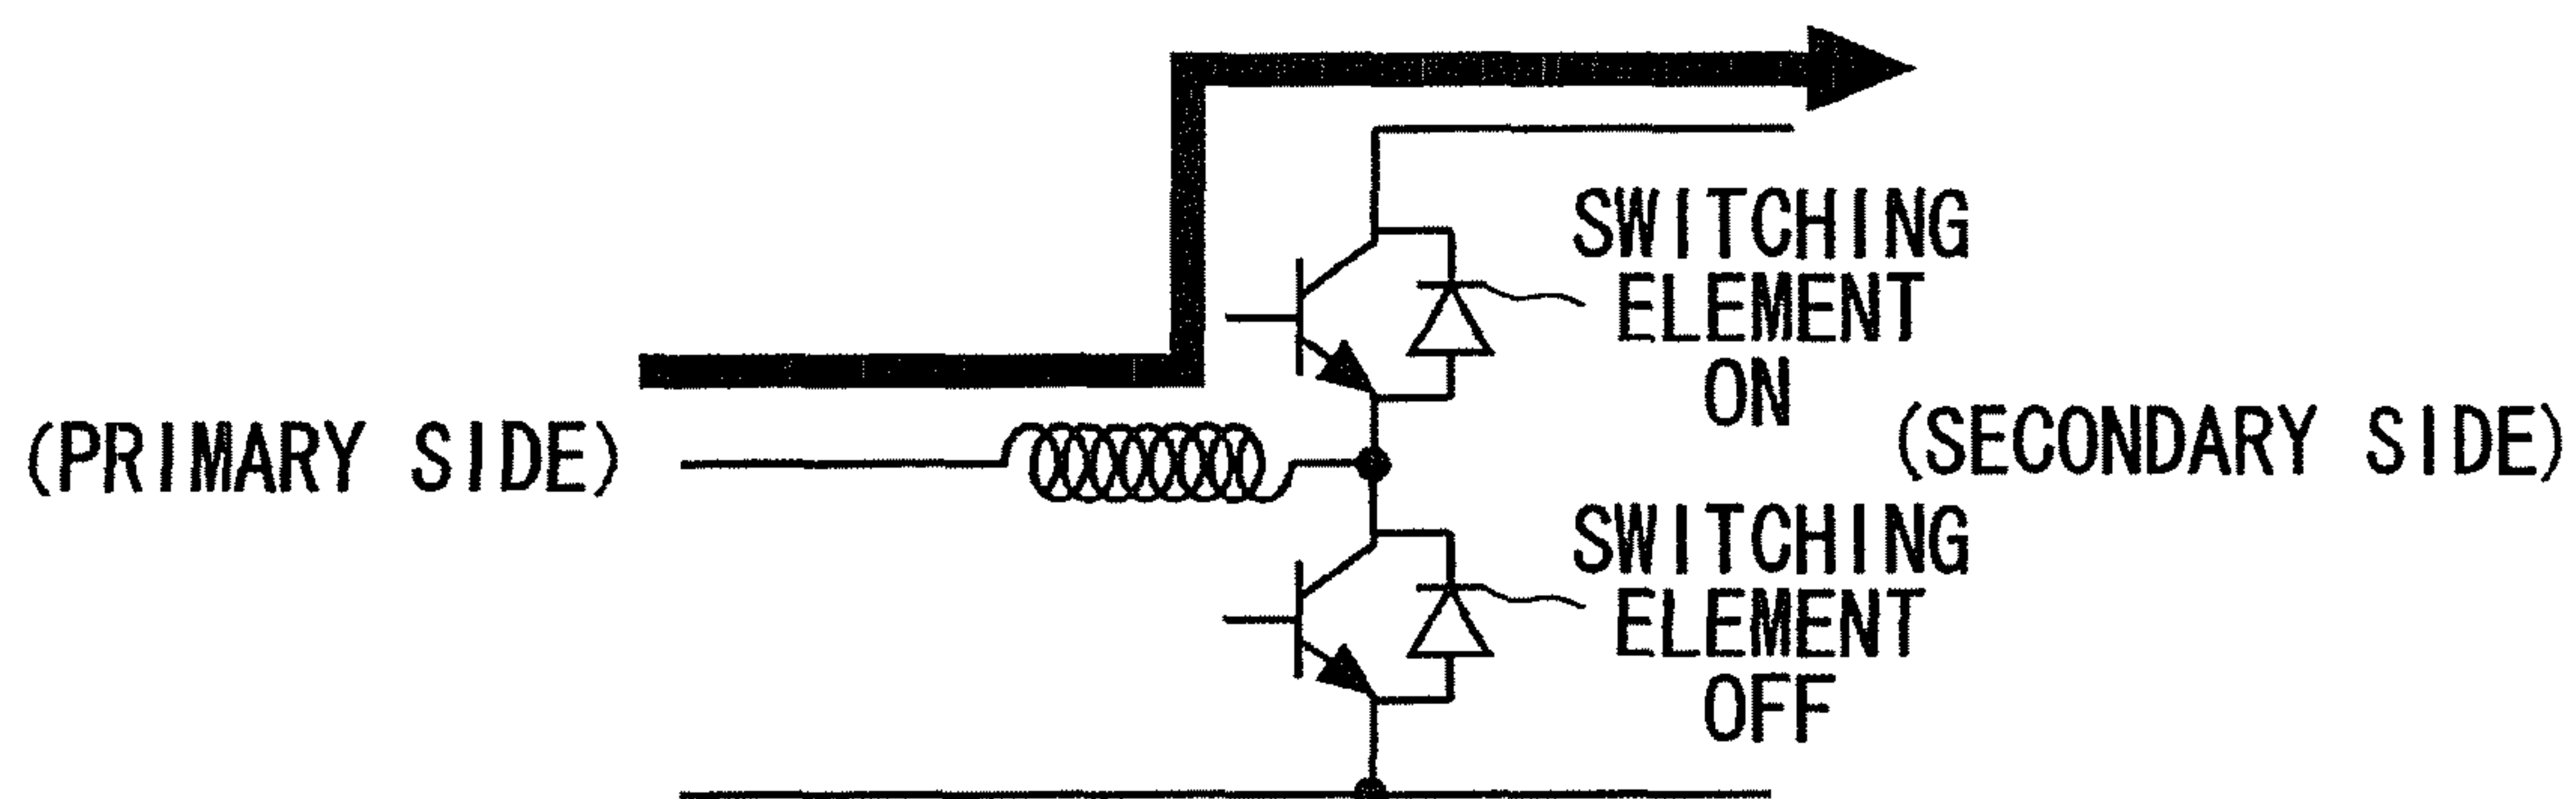 SWITCHING
ELEMENT
ON
(PRIMARY SIDE)
(SECONDARY SIDE)
SWITCHING
ELEMENT
OFF